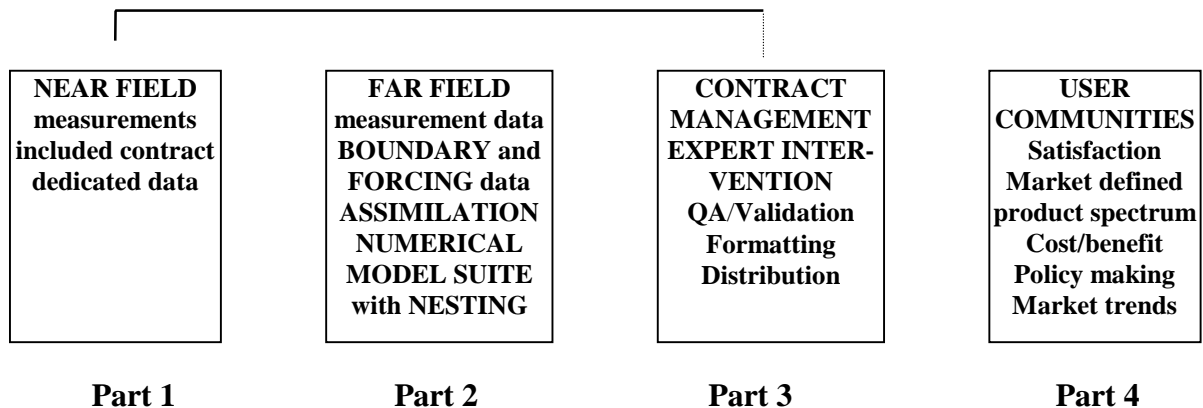 NEAR FIELD
measurements
included contract
dedicated data
FAR FIELD
measurement data
BOUNDARY and
FORCING data
ASSIMILATION
NUMERICAL
MODEL SUITE
with NESTING
CONTRACT
MANAGEMENT
EXPERT INTER-
VENTION
QA/Validation
Formatting
Distribution
USER
COMMUNITIES
Satisfaction
Market defined
product spectrum
Cost/benefit
Policy making
Market trends
Part 1
Part 2
Part 3
Part 4